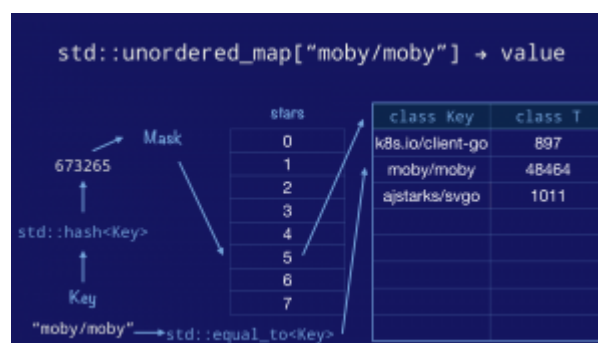 std::unordered_map["moby/moby"] → value
stars
Mask
673265
std::hash<Key>
Key
"moby/moby"
std::equal_to<Key>
0
1
2
3
4
5
6
7
class Key class T
k8s.io/client-go 897
moby/moby 48464
ajstarks/svgo 1011